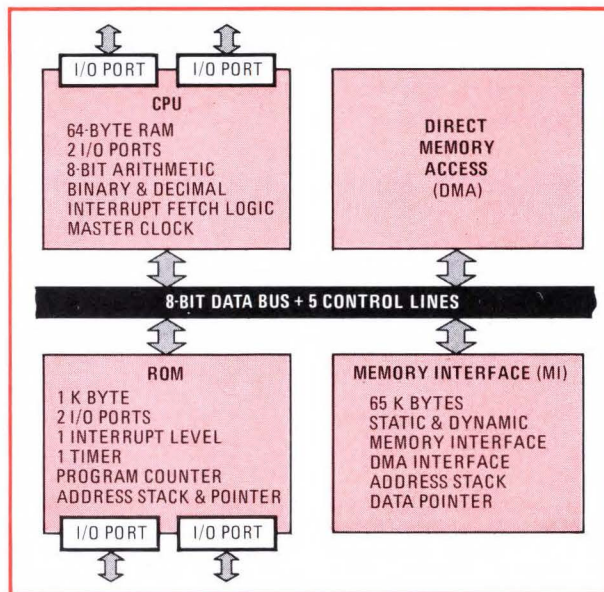 I/O PORT
I/O PORT
CPU
64-BYTE RAM
2 I/O PORTS
8-BIT ARITHMETIC
BINARY & DECIMAL
INTERRUPT FETCH LOGIC
MASTER CLOCK
DIRECT
MEMORY
ACCESS
(DMA)
8-BIT DATA BUS + 5 CONTROL LINES
ROM
1 K BYTE
2 I/O PORTS
1 INTERRUPT LEVEL
1 TIMER
PROGRAM COUNTER
ADDRESS STACK & POINTER
I/O PORT
I/O PORT
MEMORY INTERFACE (MI)
65 K BYTES
STATIC & DYNAMIC
MEMORY INTERFACE
DMA INTERFACE
ADDRESS STACK
DATA POINTER